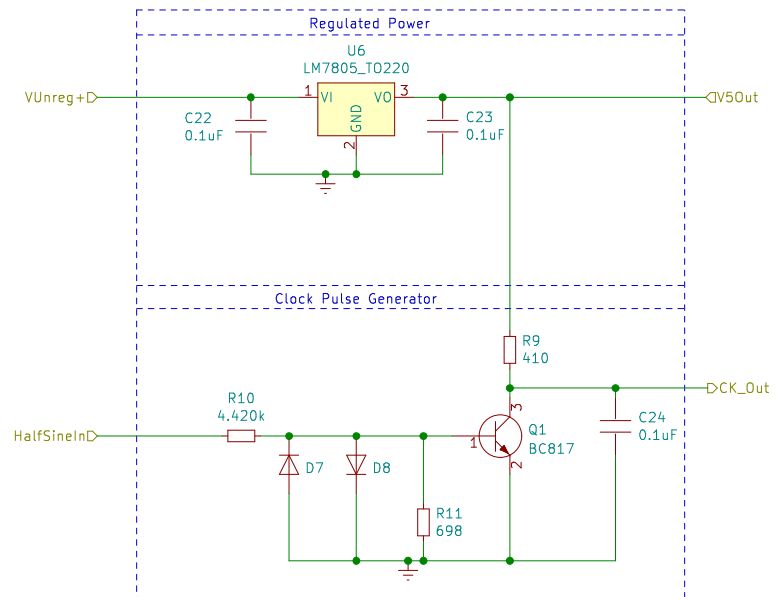 Regulated Power
U6
LM7805_TO220
VUnreg+
1
VI
VO
3
V5Out
GND
2
C22
0.1uF
C23
0.1uF
Clock Pulse Generator
R9
410
CK_Out
R10
4.420k
HalfSineIn
3
1
2
Q1
BC817
C24
0.1uF
D7
D8
R11
698